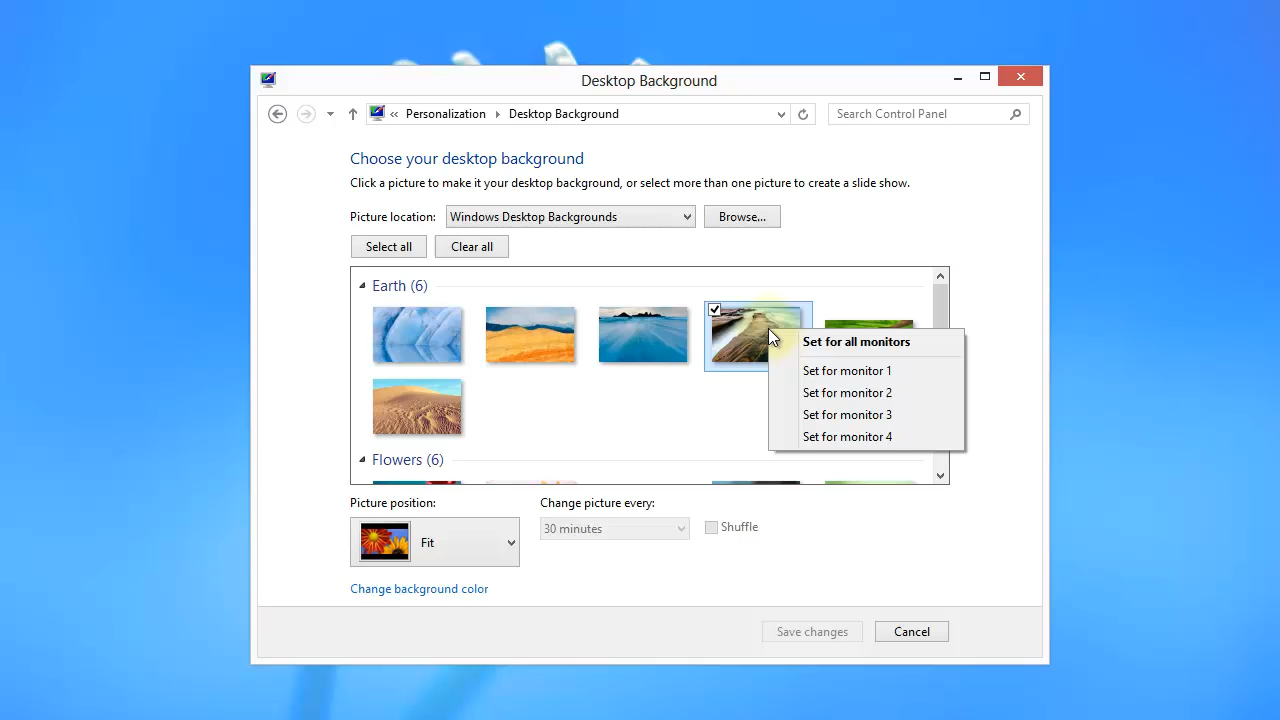 Desktop Background
« Personalization Desktop Background
Search Control Panel
Choose your desktop background
Click a picture to make it your desktop background, or select more than one picture to create a slide show.
Picture location: Windows Desktop Backgrounds Browse...
Select all Clear all
Earth (6)
Set for all monitors
Set for monitor 1
Set for monitor 2
Set for monitor 3
Set for monitor 4
Flowers (6)
Picture position: Change picture every:
Fit 30 minutes Shuffle
Change background color
Save changes Cancel